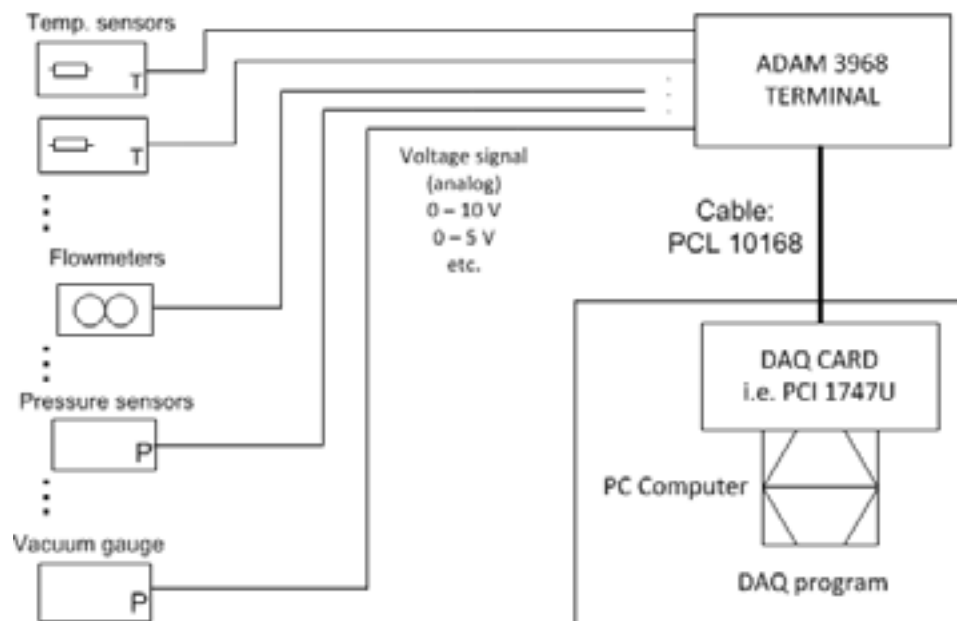 Temp. sensors
T
T
Flowmeters
Pressure sensors
P
Vacuum gauge
P
Voltage signal
(analog)
0 – 10 V
0 – 5 V
etc.
ADAM 3968
TERMINAL
Cable:
PCL 10168
DAQ CARD
i.e. PCI 1747U
PC Computer
DAQ program